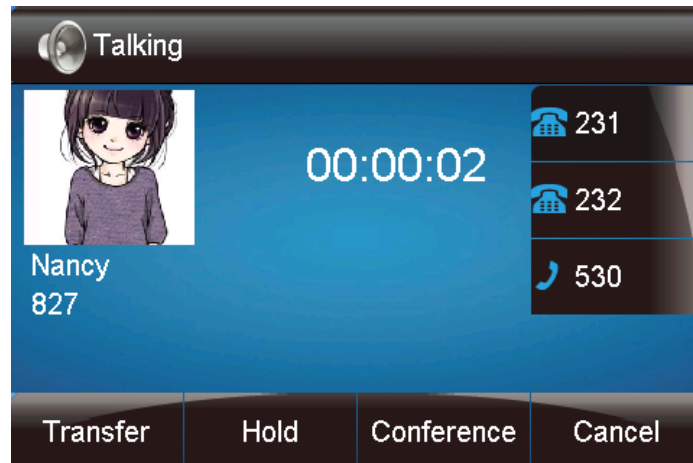 Talking
00:00:02
231
232
530
Nancy
827
Transfer
Hold
Conference
Cancel